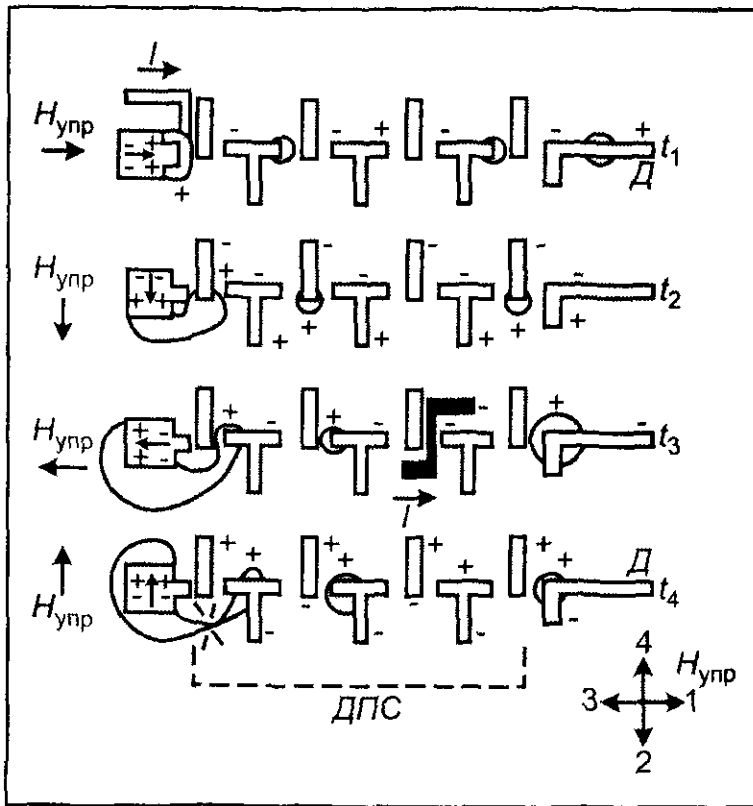 I
Hупр
- + - + - - + - - +
- + + t₁
+ Д
Hупр - - - - -
- - + - - - -
+ + t₂
+ + + + + +
Hупр + - + + - + +
+ - - - - t₃
+ -
I
+ + + + + + +
+ + + Д
- - t₄
Hупр - - - - - -
4
Hупр
ДПС
3 1
2